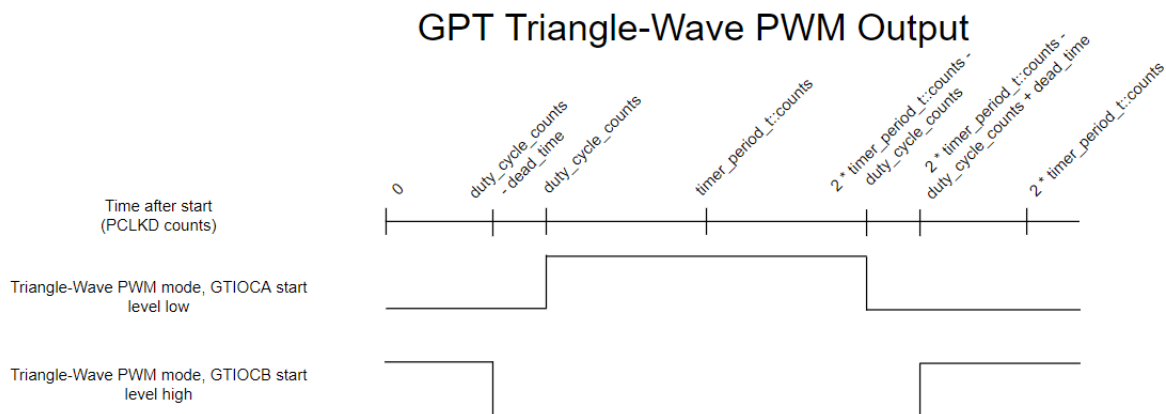 GPT Triangle-Wave PWM Output
0
duty_cycle_counts
- dead_time
duty_cycle_counts
timer_period_t::counts
2 * timer_period_t::counts -
duty_cycle_counts
2 * timer_period_t::counts -
duty_cycle_counts + dead_time
2 * timer_period_t::counts
Time after start
(PCLKD counts)
Triangle-Wave PWM mode, GTIOCA start
level low
Triangle-Wave PWM mode, GTIOCB start
level high